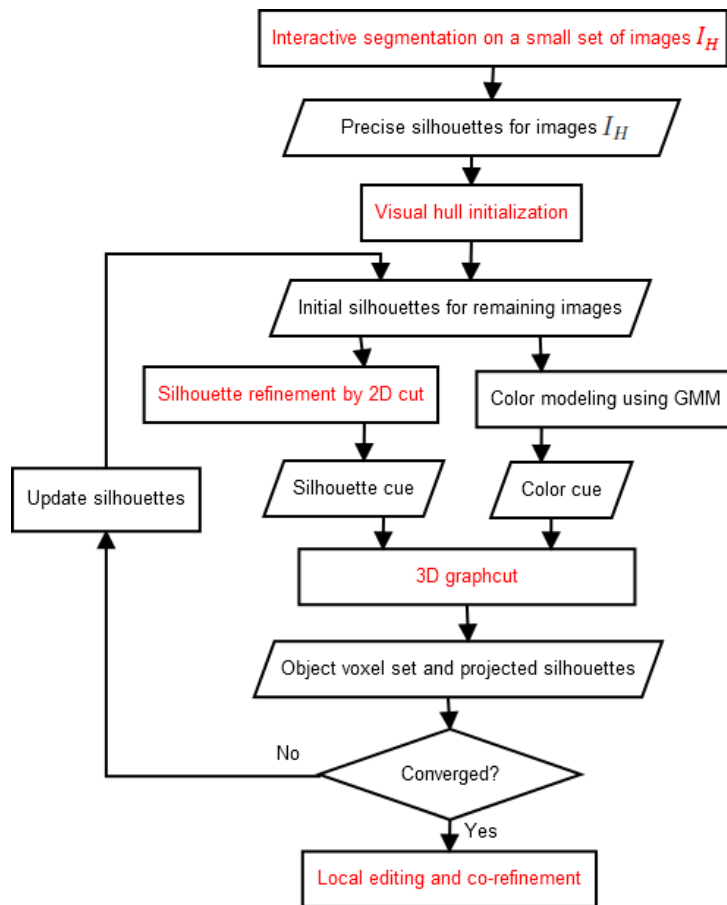 Interactive segmentation on a small set of images I_H
Precise silhouettes for images I_H
Visual hull initialization
Initial silhouettes for remaining images
Silhouette refinement by 2D cut
Color modeling using GMM
Update silhouettes
Silhouette cue
Color cue
3D graphcut
Object voxel set and projected silhouettes
No
Converged?
Yes
Local editing and co-refinement